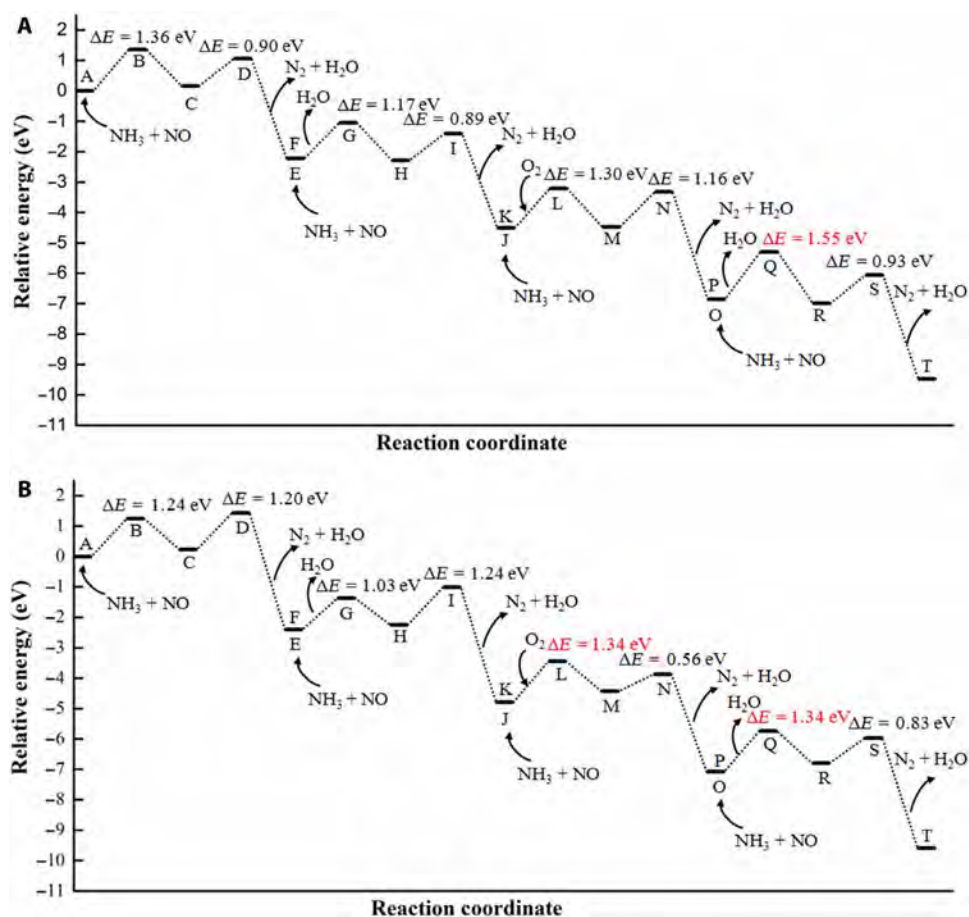 A
2
1
0
−1
−2
−3
−4
−5
−6
−7
−8
−9
−10
−11
Relative energy (eV)
ΔE = 1.36 eV
ΔE = 0.90 eV
A
B
C
D
NH₃ + NO
N₂ + H₂O
H₂O
ΔE = 1.17 eV
ΔE = 0.89 eV
F
E
G
H
I
NH₃ + NO
N₂ + H₂O
O₂
ΔE = 1.30 eV
ΔE = 1.16 eV
K
J
L
M
N
NH₃ + NO
N₂ + H₂O
H₂O
ΔE = 1.55 eV
ΔE = 0.93 eV
P
O
Q
R
S
NH₃ + NO
N₂ + H₂O
T
Reaction coordinate
B
2
1
0
−1
−2
−3
−4
−5
−6
−7
−8
−9
−10
−11
Relative energy (eV)
ΔE = 1.24 eV
ΔE = 1.20 eV
A
B
C
D
NH₃ + NO
N₂ + H₂O
H₂O
ΔE = 1.03 eV
ΔE = 1.24 eV
F
E
G
H
I
NH₃ + NO
N₂ + H₂O
O₂
ΔE = 1.34 eV
ΔE = 0.56 eV
K
J
L
M
N
NH₃ + NO
N₂ + H₂O
H₂O
ΔE = 1.34 eV
ΔE = 0.83 eV
P
O
Q
R
S
NH₃ + NO
N₂ + H₂O
T
Reaction coordinate